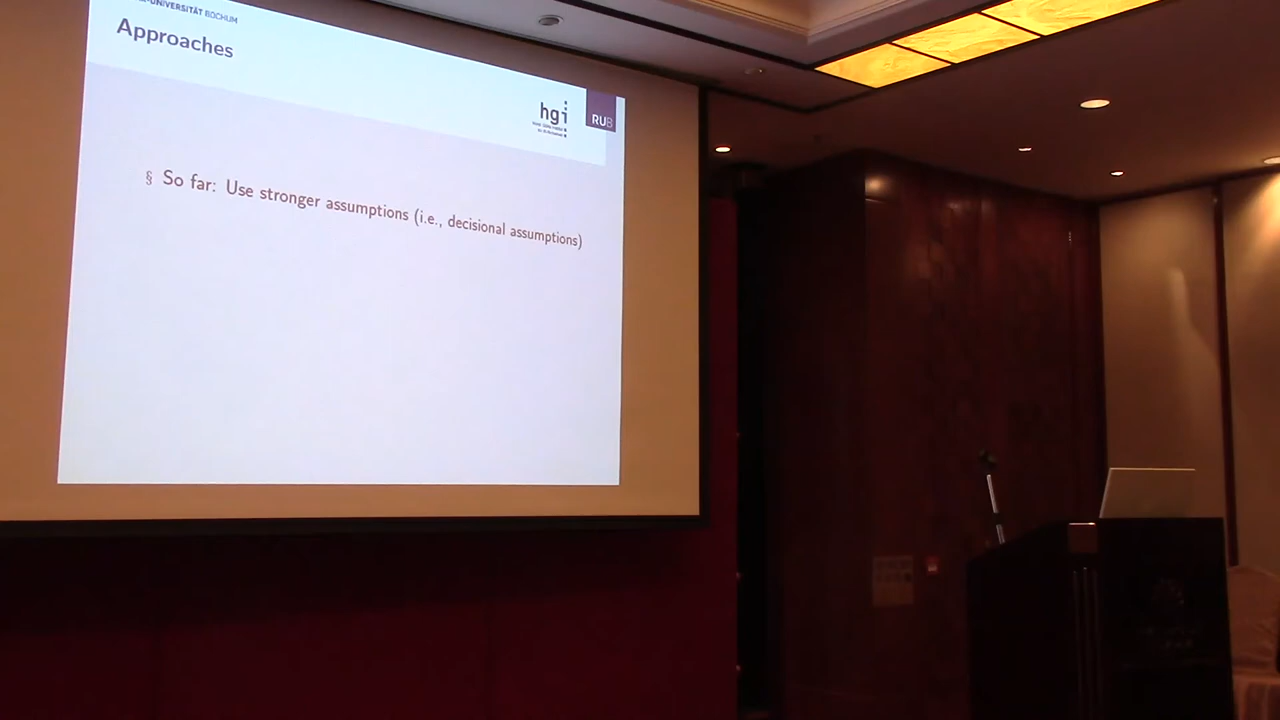 -UNIVERSITÄT BOCHUM
Approaches
hgi
RUB
§ So far: Use stronger assumptions (i.e., decisional assumptions)